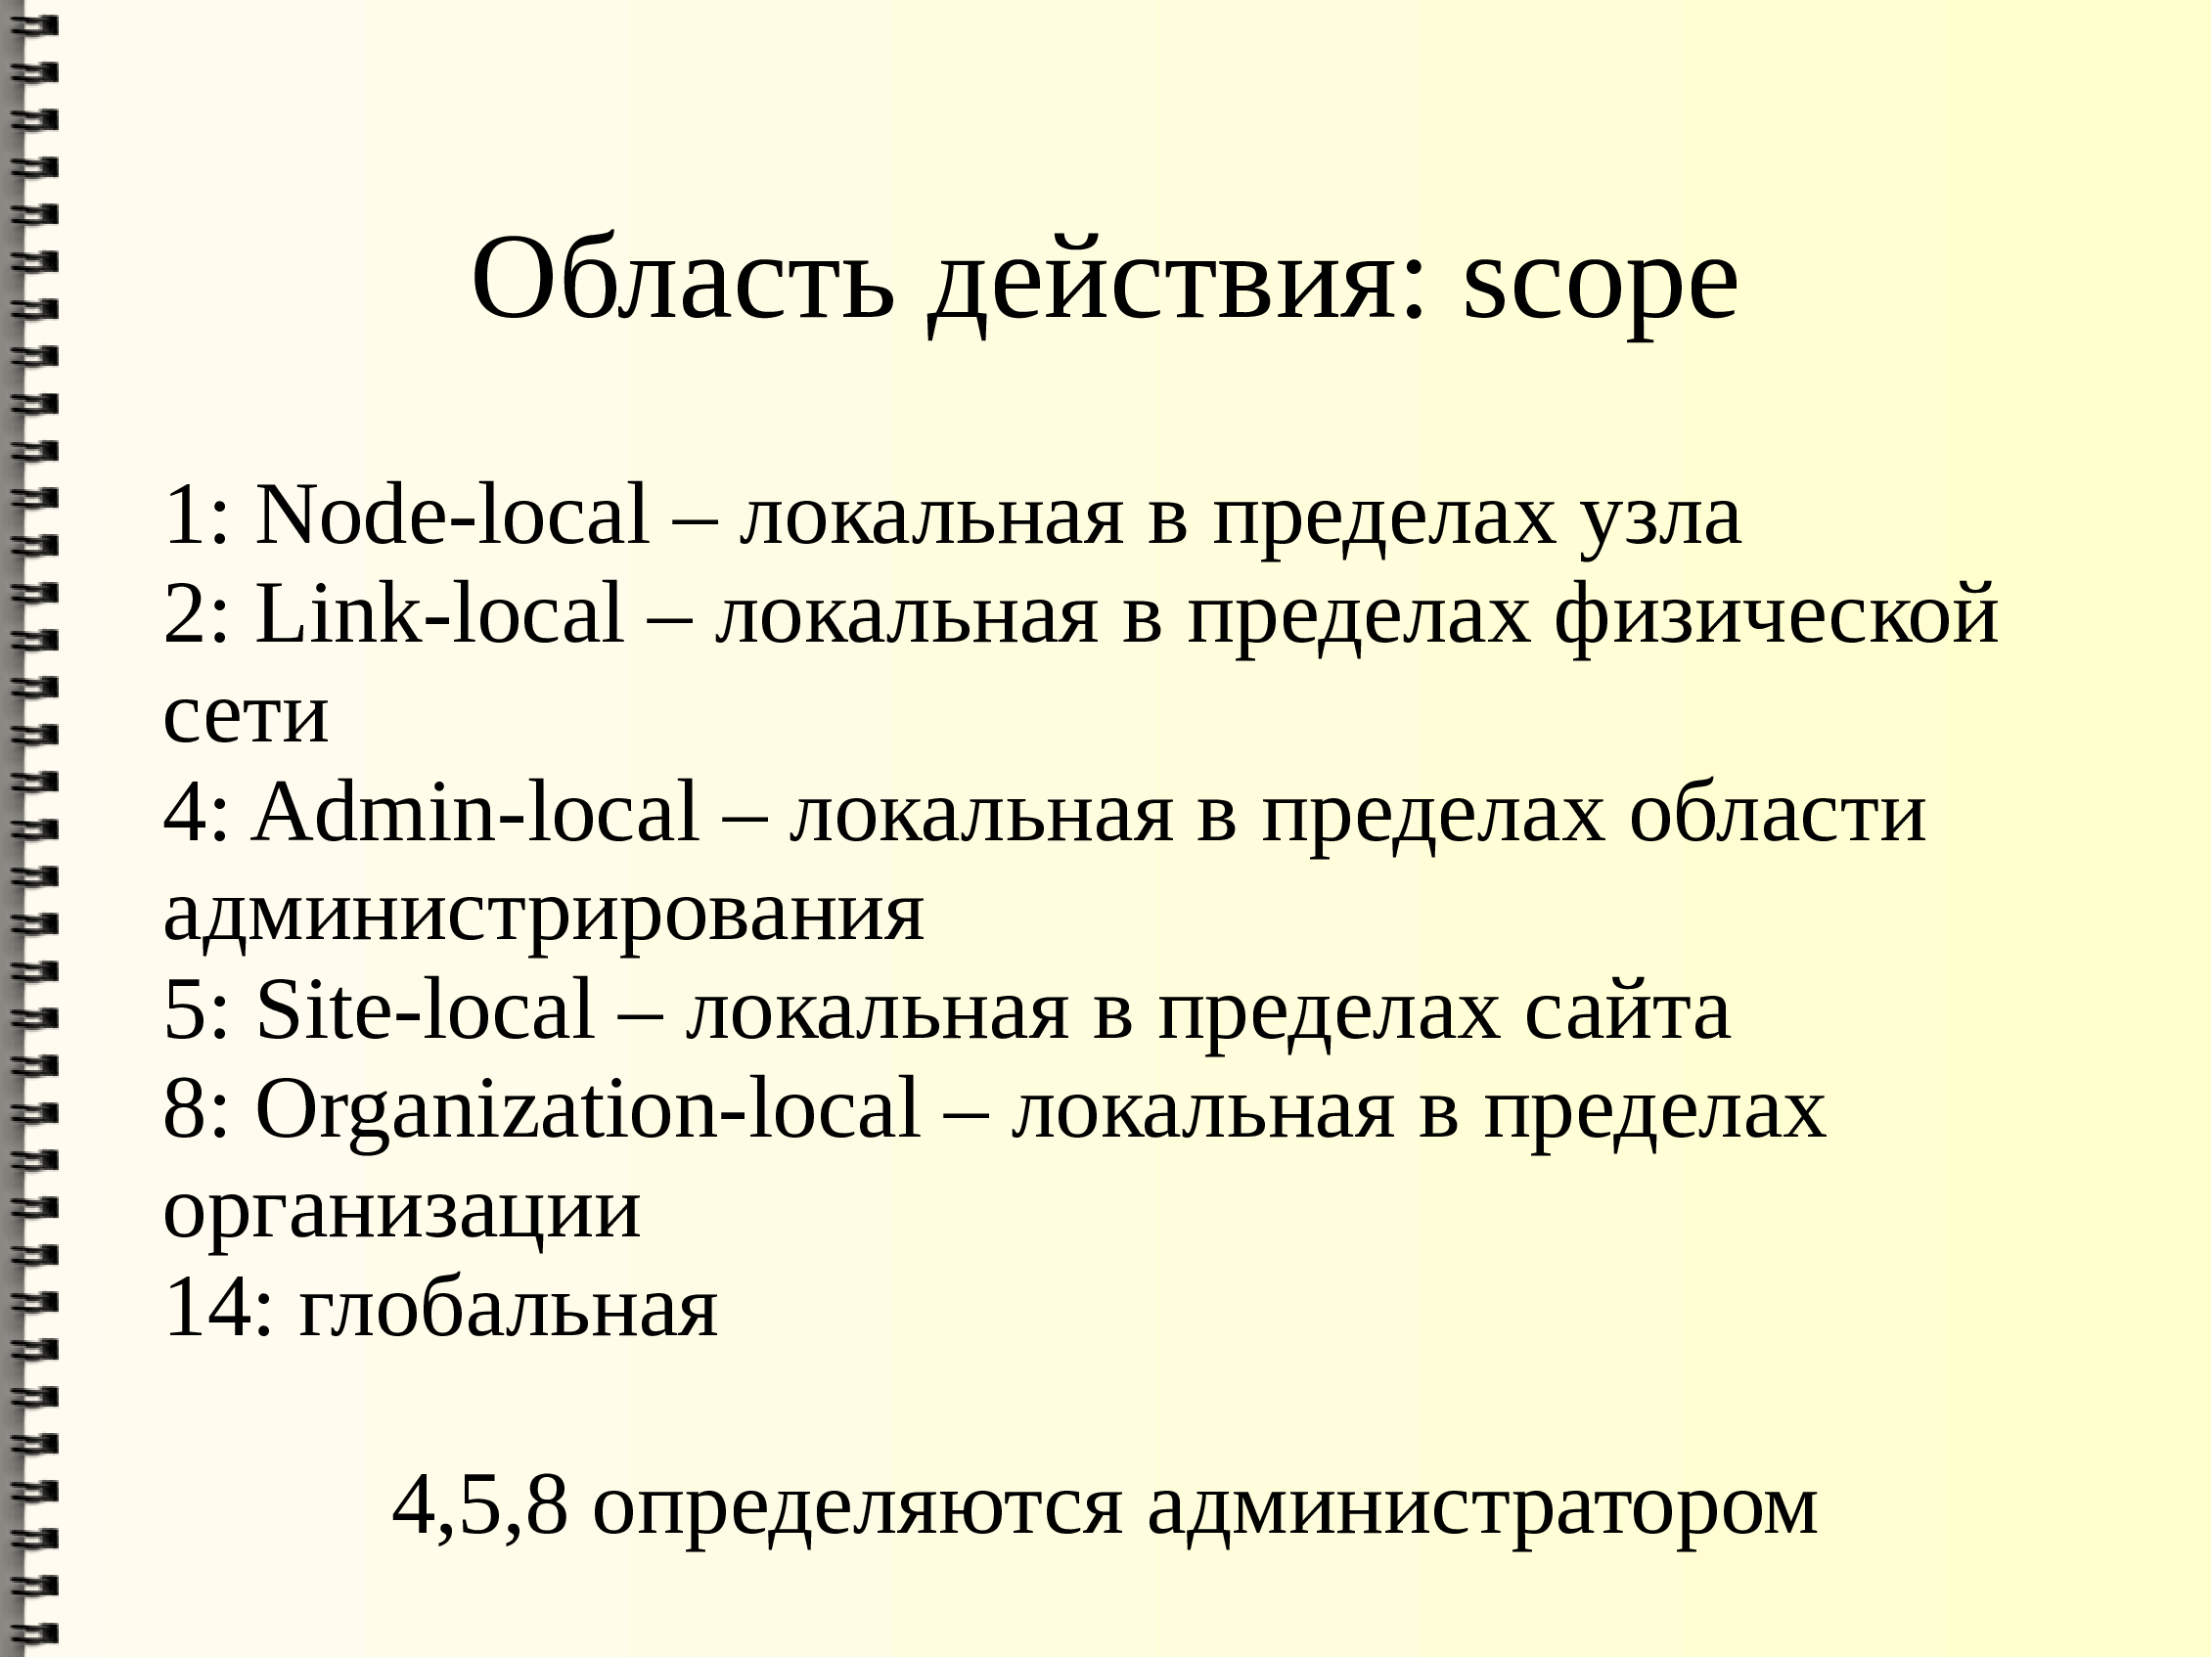 Область действия: scope
1: Node-local – локальная в пределах узла
2: Link-local – локальная в пределах физической
сети
4: Admin-local – локальная в пределах области
администрирования
5: Site-local – локальная в пределах сайта
8: Organization-local – локальная в пределах
организации
14: глобальная
4,5,8 определяются администратором